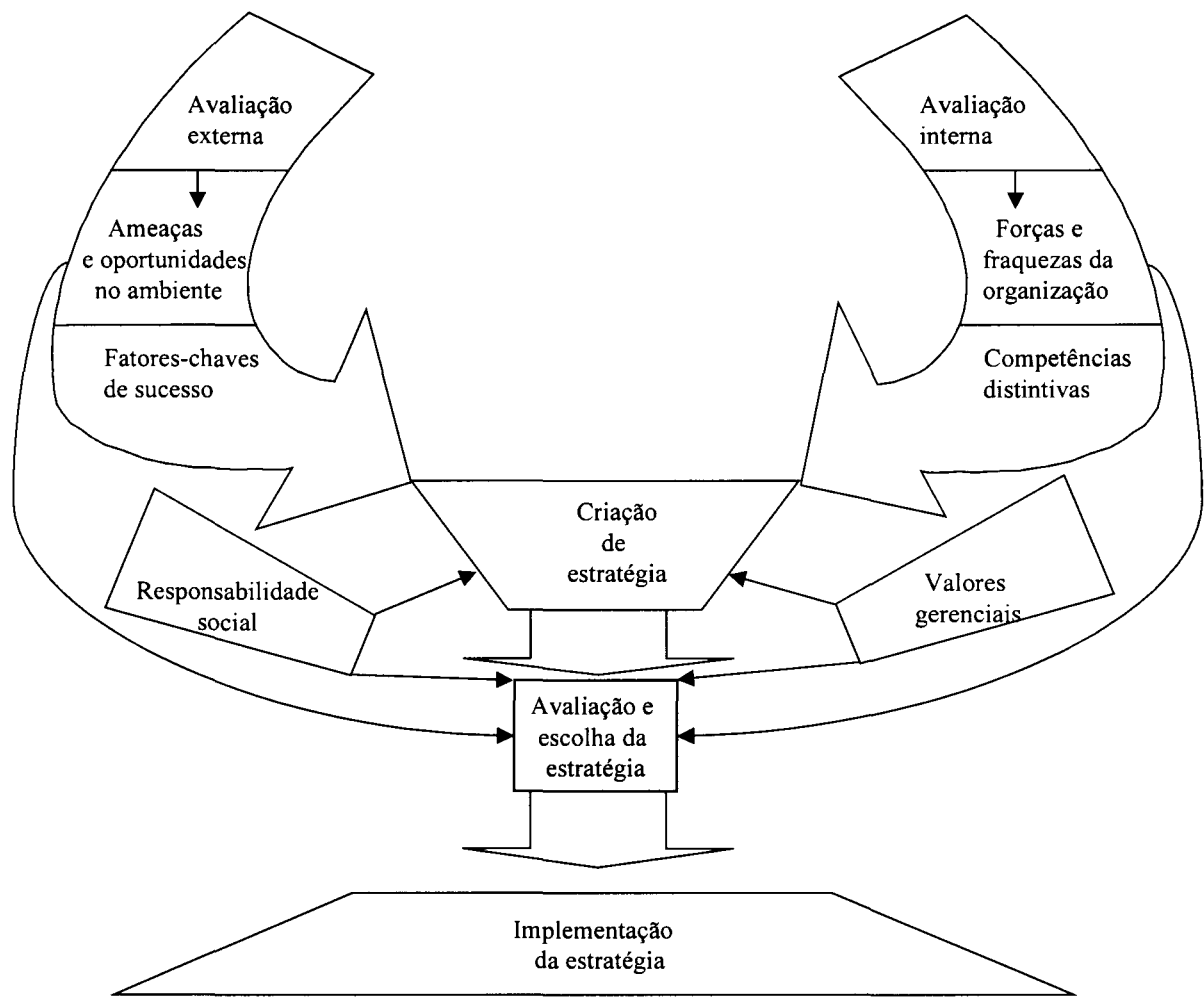 Avaliação
externa
Avaliação
interna
Ameaças
e oportunidades
no ambiente
Forças e
fraquezas da
organização
Fatores-chaves
de sucesso
Competências
distintivas
Criação
de
estratégia
Responsabilidade
social
Valores
gerenciais
Avaliação e
escolha da
estratégia
Implementação
da estratégia